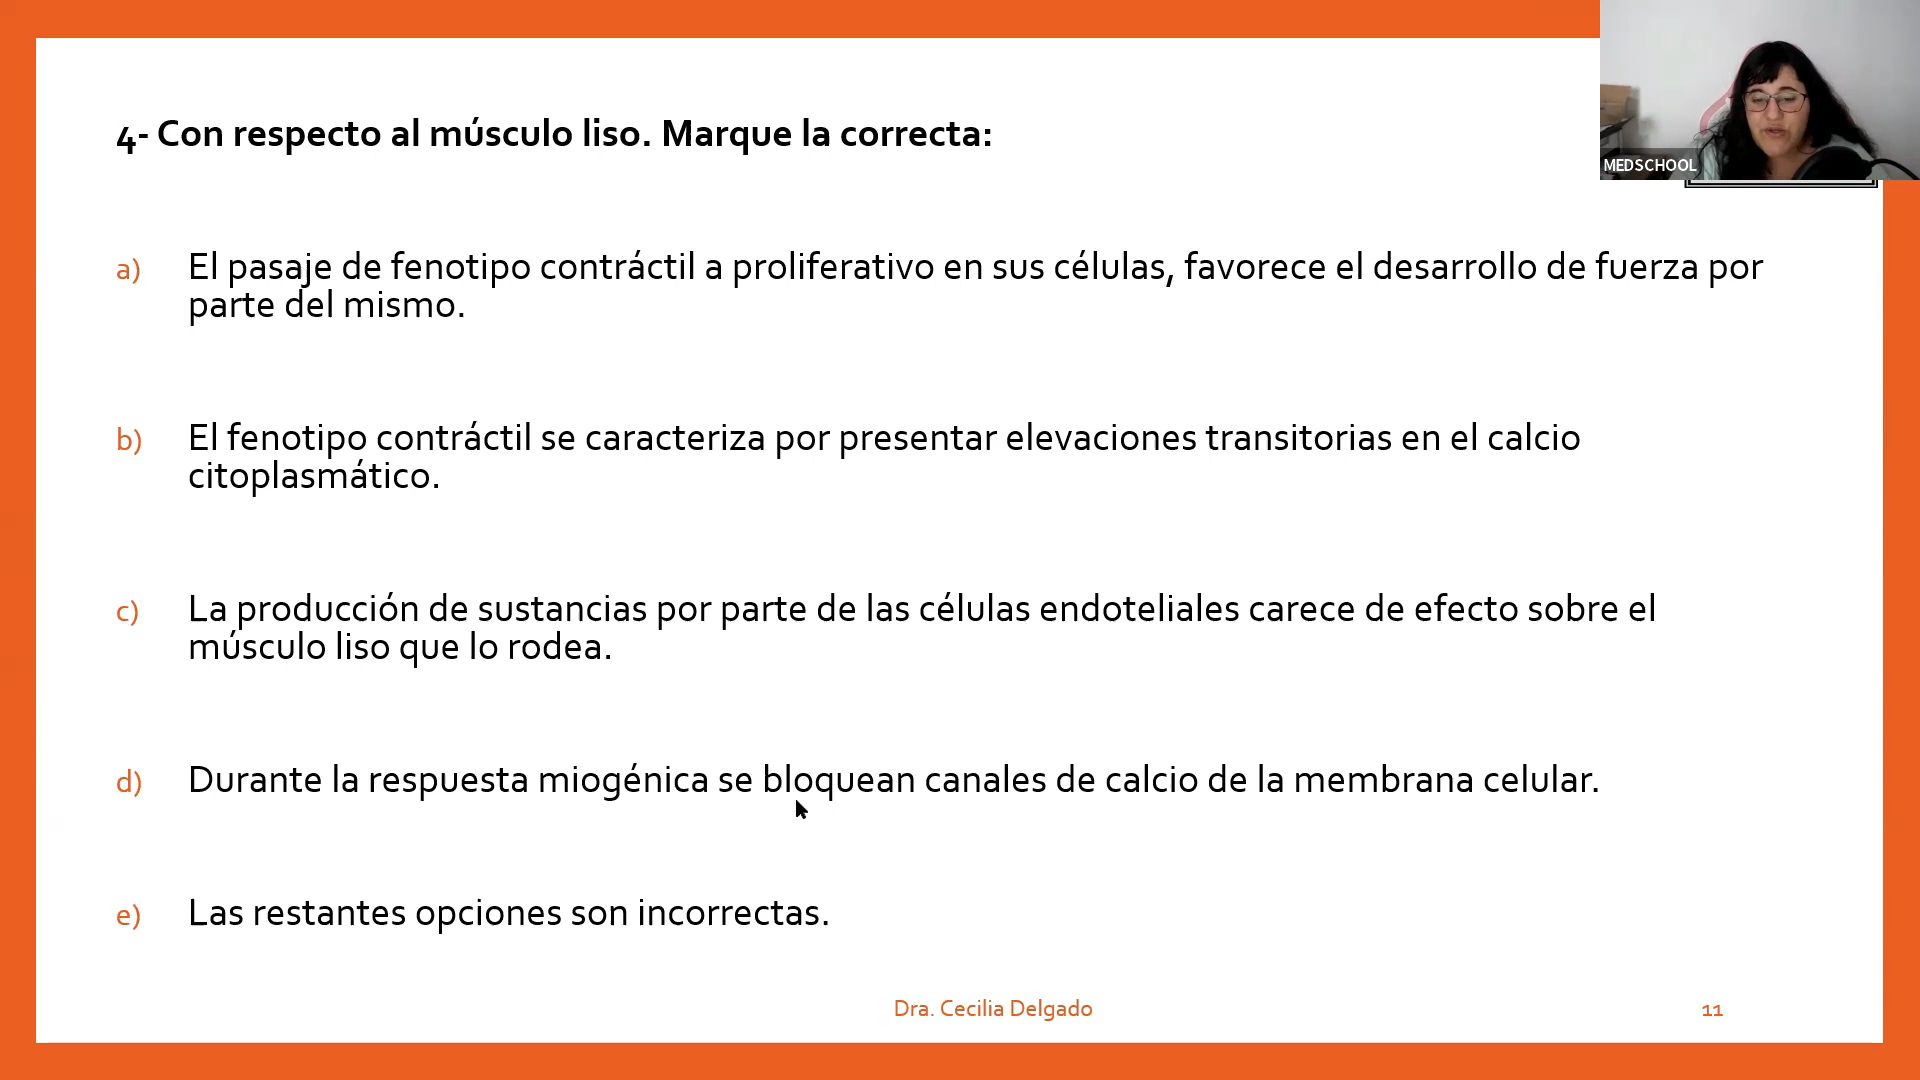 4- Con respecto al músculo liso. Marque la correcta:
MEDSCHOOL
a) El pasaje de fenotipo contráctil a proliferativo en sus células, favorece el desarrollo de fuerza por
parte del mismo.
b) El fenotipo contráctil se caracteriza por presentar elevaciones transitorias en el calcio
citoplasmático.
c) La producción de sustancias por parte de las células endoteliales carece de efecto sobre el
músculo liso que lo rodea.
d) Durante la respuesta miogénica se bloquean canales de calcio de la membrana celular.
e) Las restantes opciones son incorrectas.
Dra. Cecilia Delgado
11